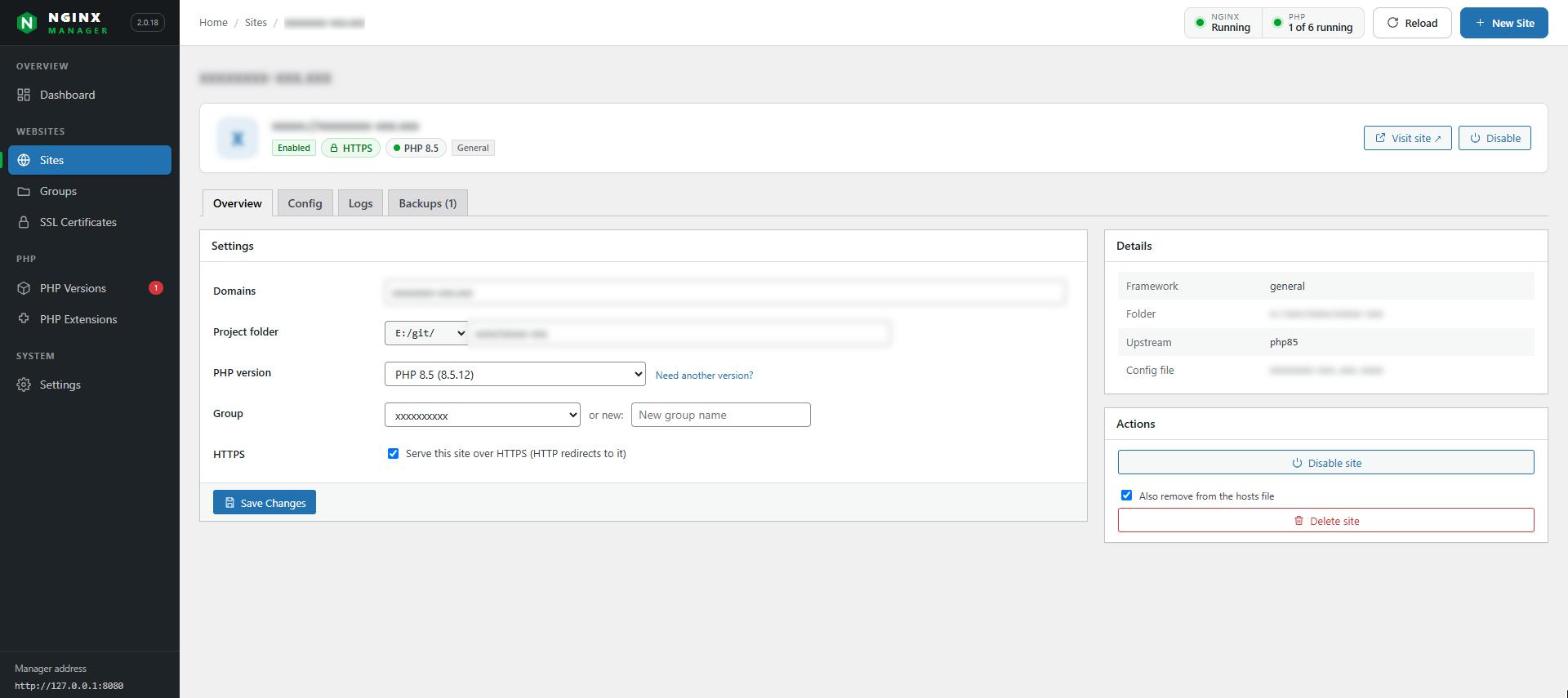 NGINX
MANAGER
2.0.18
OVERVIEW
Dashboard
WEBSITES
Sites
Groups
SSL Certificates
PHP
PHP Versions 1
PHP Extensions
SYSTEM
Settings
Manager address
http://127.0.0.1:8080
Home / Sites /
NGINX
Running
PHP
1 of 6 running
Reload
+ New Site
Enabled HTTPS PHP 8.5 General
Visit site ↗ Disable
Overview Config Logs Backups (1)
Settings
Domains
Project folder E:/git/
PHP version PHP 8.5 (8.5.12) Need another version?
Group xxxxxxxxxx or new: New group name
HTTPS Serve this site over HTTPS (HTTP redirects to it)
Save Changes
Details
Framework general
Folder
Upstream php85
Config file
Actions
Disable site
Also remove from the hosts file
Delete site